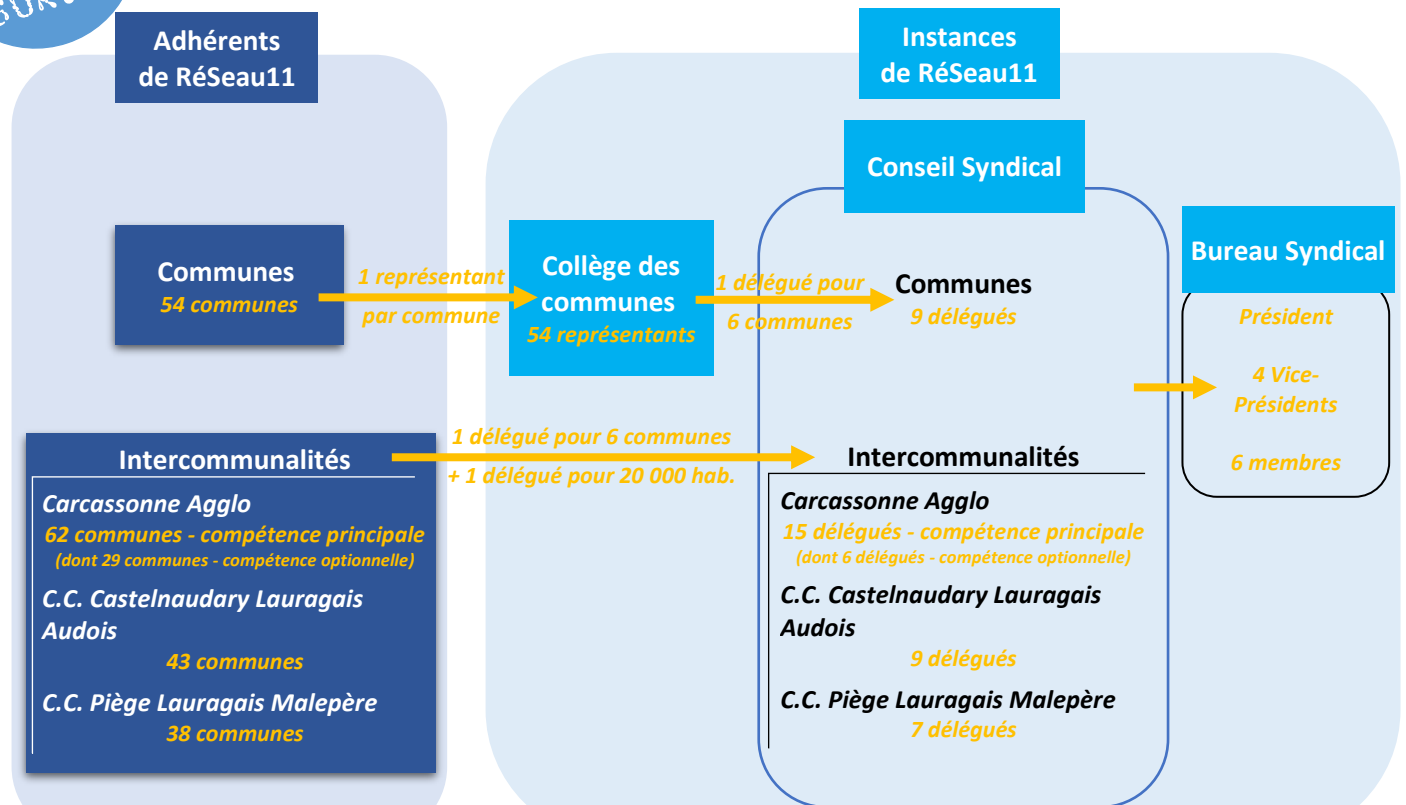 Adhérents
de RéSeau11
Instances
de RéSeau11
Conseil Syndical
Communes
54 communes
1 représentant
par commune
Collège des
communes
54 représentants
1 délégué pour
6 communes
Communes
9 délégués
Bureau Syndical
Président
4 Vice-
Présidents
6 membres
Intercommunalités
Carcassonne Agglo
62 communes - compétence principale
(dont 29 communes - compétence optionnelle)
C.C. Castelnaudary Lauragais
Audois
43 communes
C.C. Piège Lauragais Malepère
38 communes
1 délégué pour 6 communes
+ 1 délégué pour 20 000 hab.
Intercommunalités
Carcassonne Agglo
15 délégués - compétence principale
(dont 6 délégués - compétence optionnelle)
C.C. Castelnaudary Lauragais
Audois
9 délégués
C.C. Piège Lauragais Malepère
7 délégués